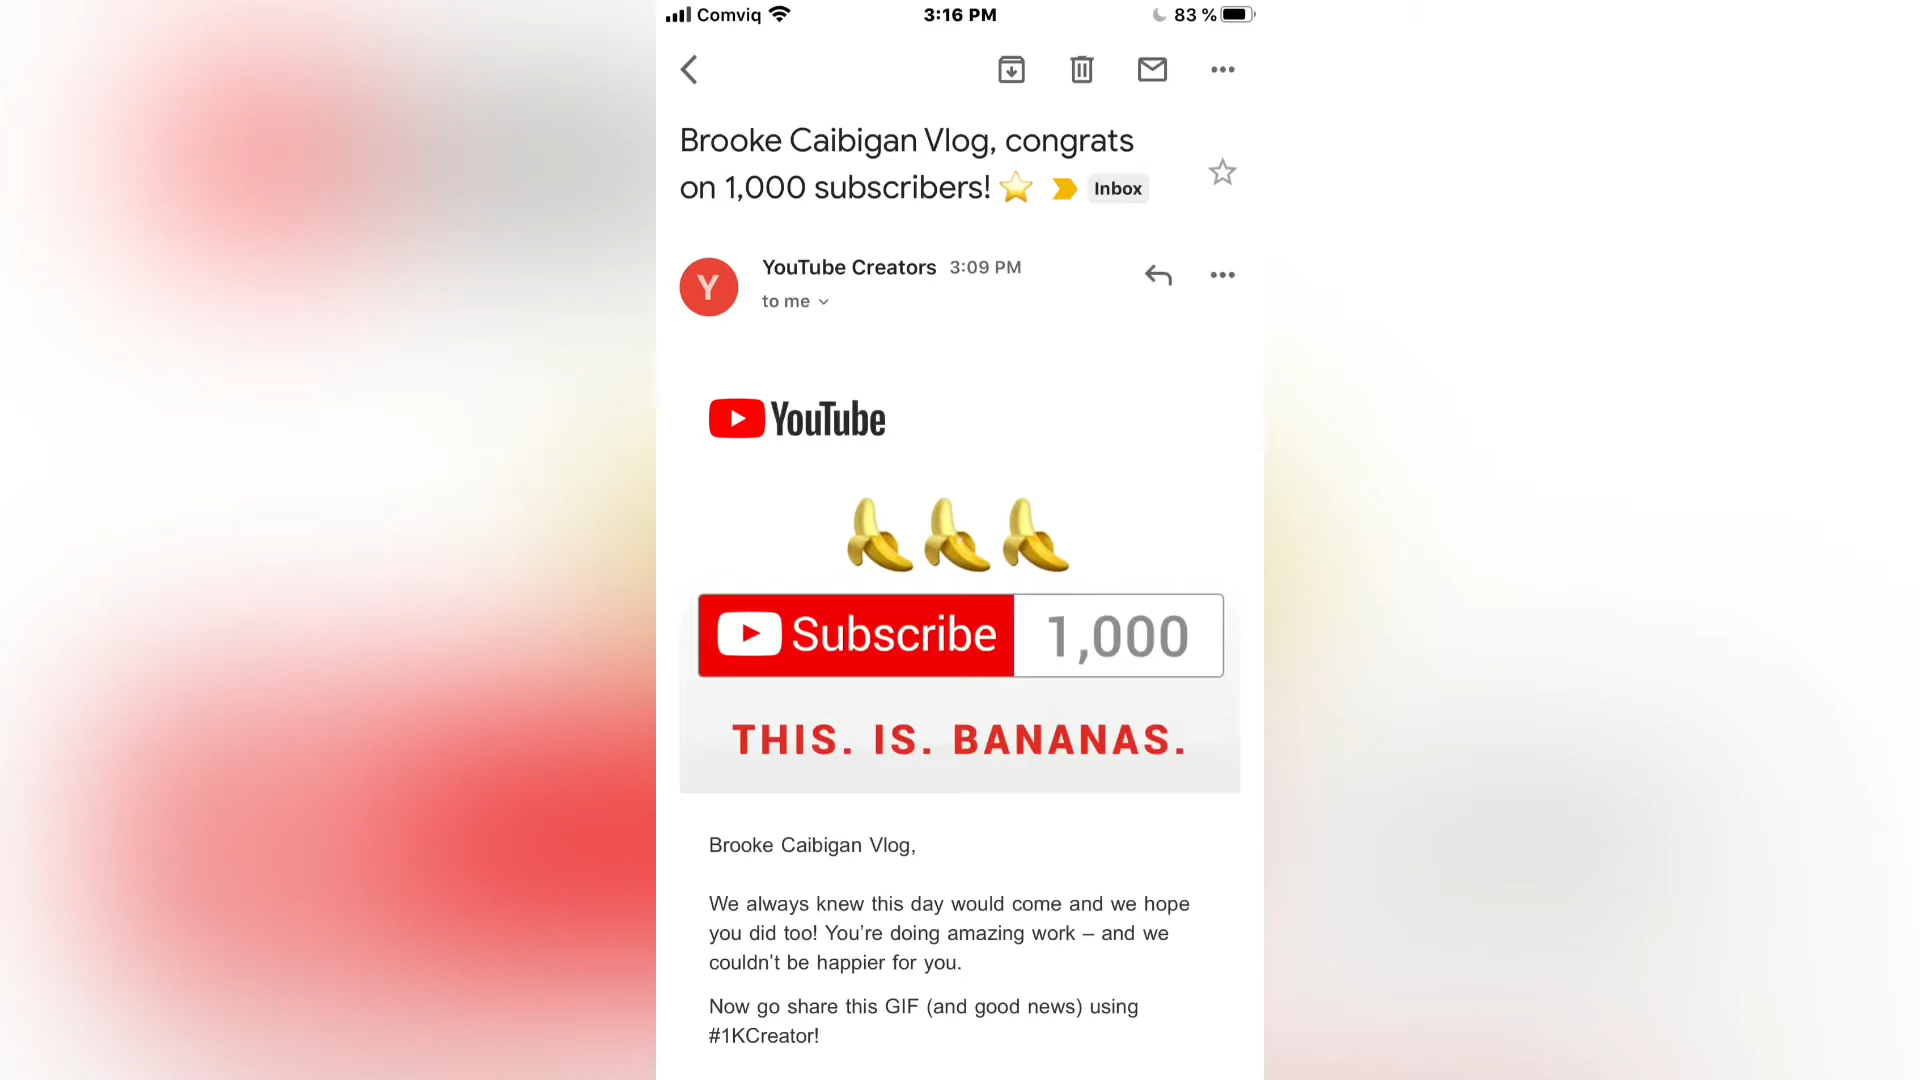 Comviq 3:16 PM 83 %
Brooke Caibigan Vlog, congrats
on 1,000 subscribers! ⭐ Inbox
Y
YouTube Creators 3:09 PM
to me
YouTube
🍌🍌🍌
Subscribe 1,000
THIS. IS. BANANAS.
Brooke Caibigan Vlog,
We always knew this day would come and we hope
you did too! You’re doing amazing work – and we
couldn’t be happier for you.
Now go share this GIF (and good news) using
#1KCreator!